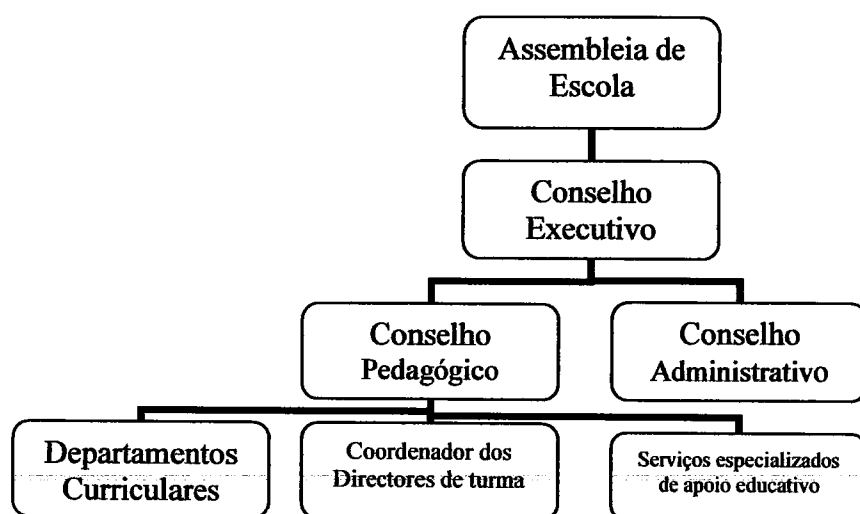 Assembleia de
Escola
Conselho
Executivo
Conselho
Pedagógico
Conselho
Administrativo
Departamentos
Curriculares
Coordenador dos
Directores de turma
Serviços especializados
de apoio educativo